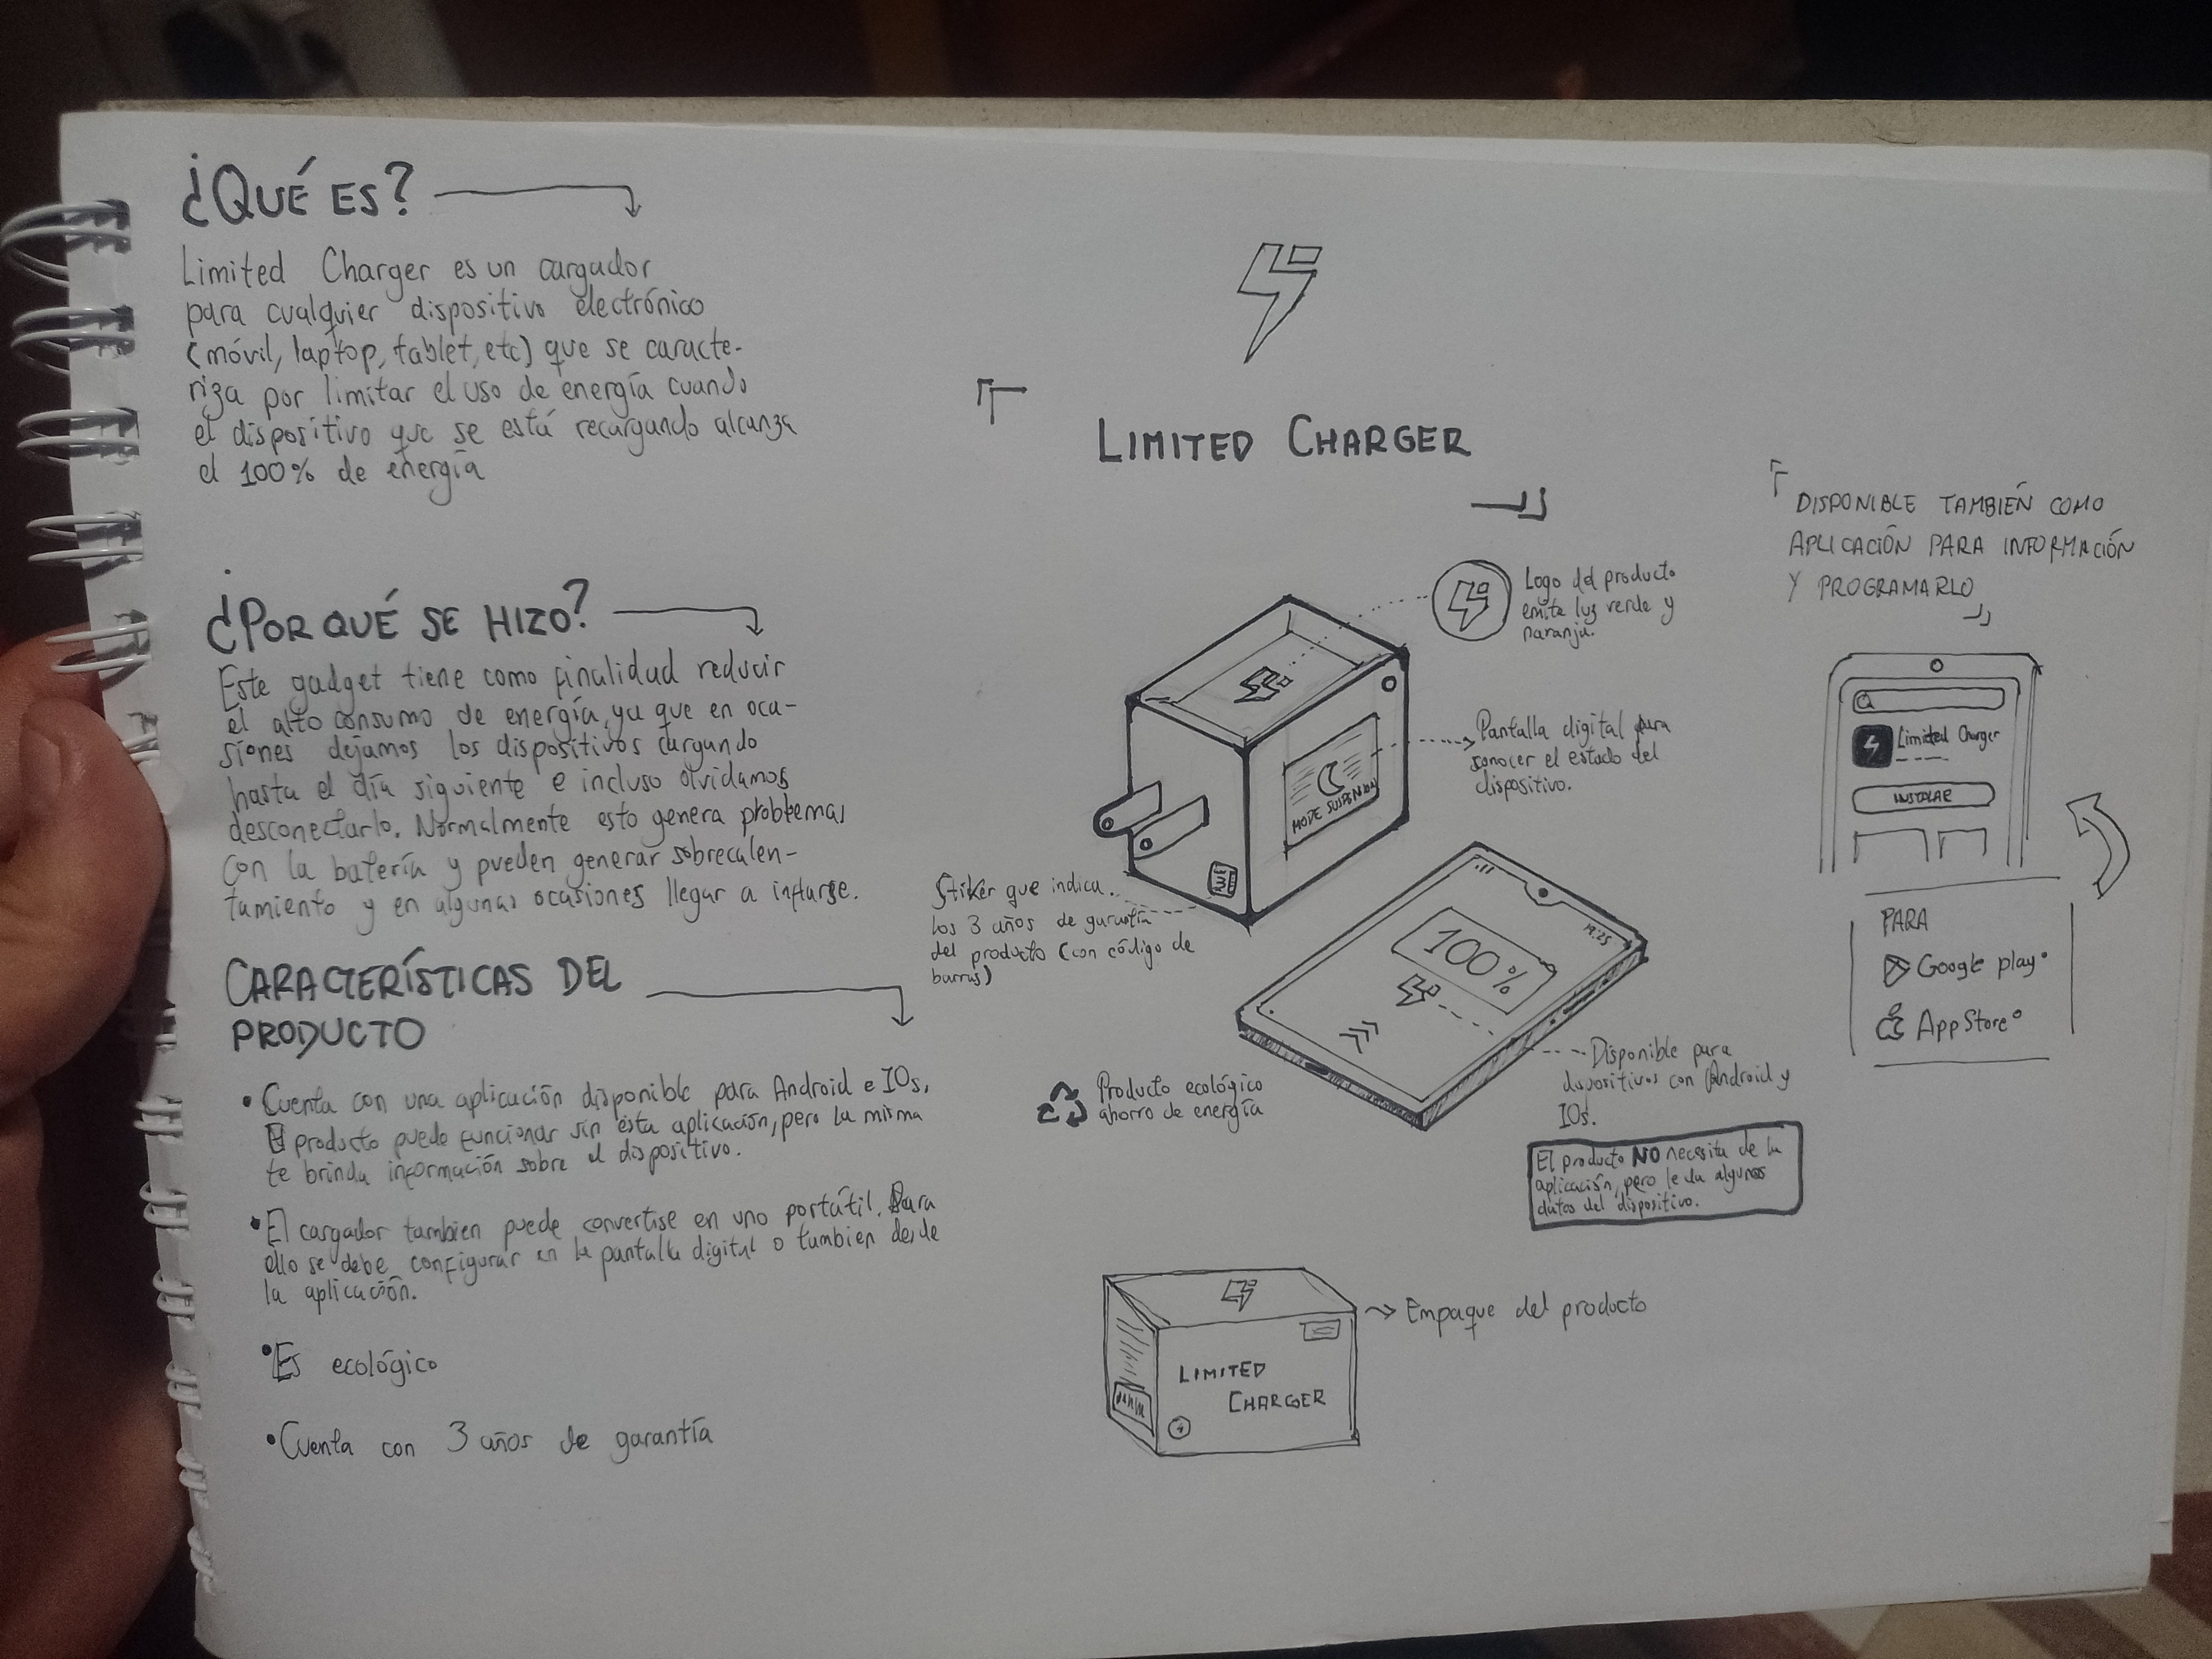 ¿QUÉ ES?
Limited Charger es un cargador
para cualquier dispositivo electrónico
(móvil, laptop, tablet, etc) que se caracte-
riza por limitar el uso de energía cuando
el dispositivo que se está recargando alcanza
el 100% de energía
¿POR QUÉ SE HIZO?
Este gadget tiene como finalidad reducir
el alto consumo de energía, ya que en oca-
siones dejamos los dispositivos cargando
hasta el día siguiente e incluso olvidamos
desconectarlo. Normalmente esto genera problemas
con la batería y pueden generar sobrecalen-
tamiento y en algunas ocasiones llegar a inflarse.
CARACTERÍSTICAS DEL
PRODUCTO
• Cuenta con una aplicación disponible para Android e IOs,
El producto puede funcionar sin esta aplicación, pero la misma
te brinda información sobre el dispositivo.
• El cargador tambien puede convertise en uno portátil. Para
ello se debe configurar en la pantalla digital o tambien desde
la aplicación.
• Es ecológico
• Cuenta con 3 años de garantía
LIMITED CHARGER
Logo del producto
emite luz verde y
naranja.
Pantalla digital para
conocer el estado del
dispositivo.
MODE SUSPENDIN
Stiker que indica
los 3 años de garantía
del producto (con código de
barras)
100%
19:25
Producto ecológico
ahorro de energía
Disponible para
dispositivos con Android y
IOs.
El producto NO necesita de la
aplicación, pero le da algunos
datos del dispositivo.
LIMITED
CHARGER
Empaque del producto
DISPONIBLE TAMBIÉN COMO
APLICACIÓN PARA INFORMACIÓN
Y PROGRAMARLO
Limited Charger
INSTALAR
PARA
Google play
App Store